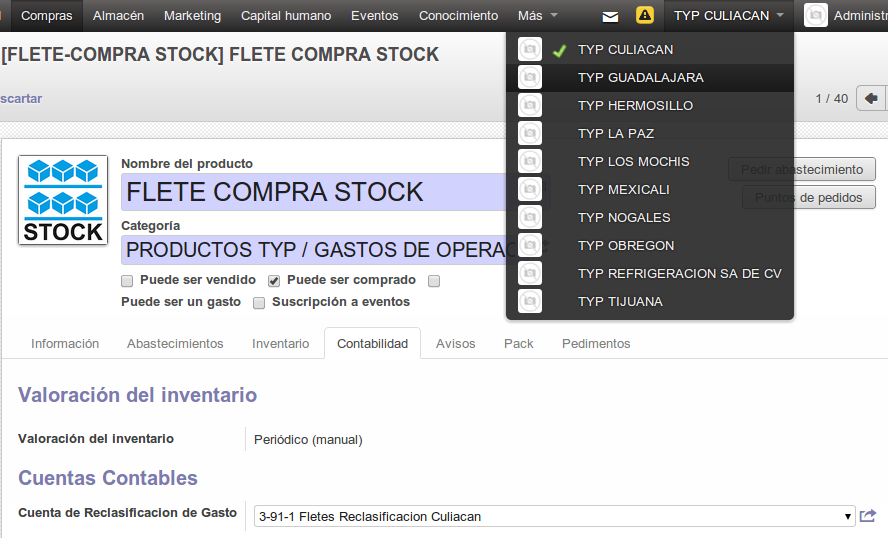 Compras Almacén Marketing Capital humano Eventos Conocimiento Más TYP CULIACAN Administr
[FLETE-COMPRA STOCK] FLETE COMPRA STOCK
TYP CULIACAN
TYP GUADALAJARA
TYP HERMOSILLO
TYP LA PAZ
TYP LOS MOCHIS
TYP MEXICALI
TYP NOGALES
TYP OBREGON
TYP REFRIGERACION SA DE CV
TYP TIJUANA
scartar
1 / 40
STOCK
Nombre del producto
FLETE COMPRA STOCK
Pedir abastecimiento
Puntos de pedidos
Categoría
PRODUCTOS TYP / GASTOS DE OPERAC
Puede ser vendido Puede ser comprado
Puede ser un gasto Suscripción a eventos
Información Abastecimientos Inventario Contabilidad Avisos Pack Pedimentos
Valoración del inventario
Valoración del inventario Periódico (manual)
Cuentas Contables
Cuenta de Reclasificacion de Gasto 3-91-1 Fletes Reclasificacion Culiacan